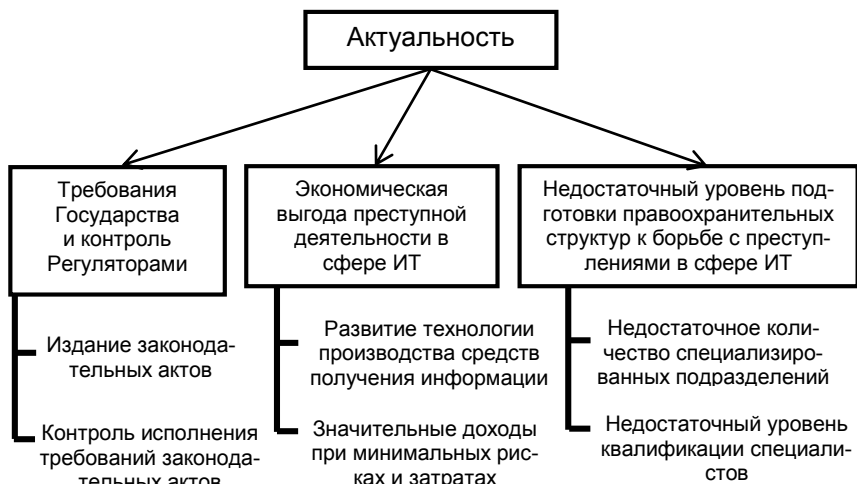 Актуальность
Требования
Государства
и контроль
Регуляторами
Экономическая
выгода преступной
деятельности в
сфере ИТ
Недостаточный уровень под-
готовки правоохранительных
структур к борьбе с преступ-
лениями в сфере ИТ
Издание законода-
тельных актов
Контроль исполнения
требований законода-
тельных актов
Развитие технологии
производства средств
получения информации
Значительные доходы
при минимальных рис-
ках и затратах
Недостаточное коли-
чество специализиро-
ванных подразделений
Недостаточный уровень
квалификации специали-
стов